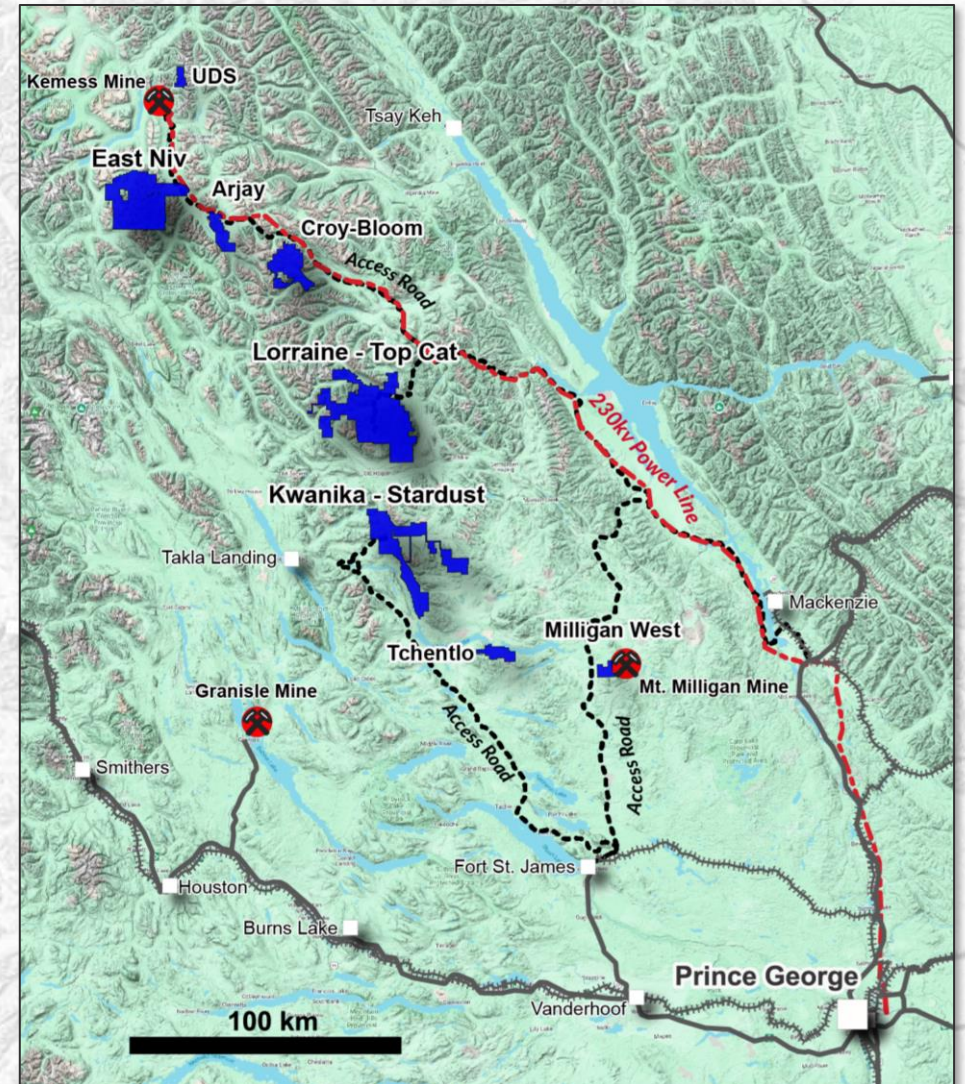 Kemess Mine
UDS
Tsay Keh
East Niv
Arjay
Croy-Bloom
Access Road
Lorraine - Top Cat
230kv Power Line
Kwanika - Stardust
Takla Landing
Mackenzie
Milligan West
Tchentlo
Mt. Milligan Mine
Granisle Mine
Access Road
Access Road
Smithers
Fort St. James
Houston
Burns Lake
Prince George
Vanderhoof
100 km